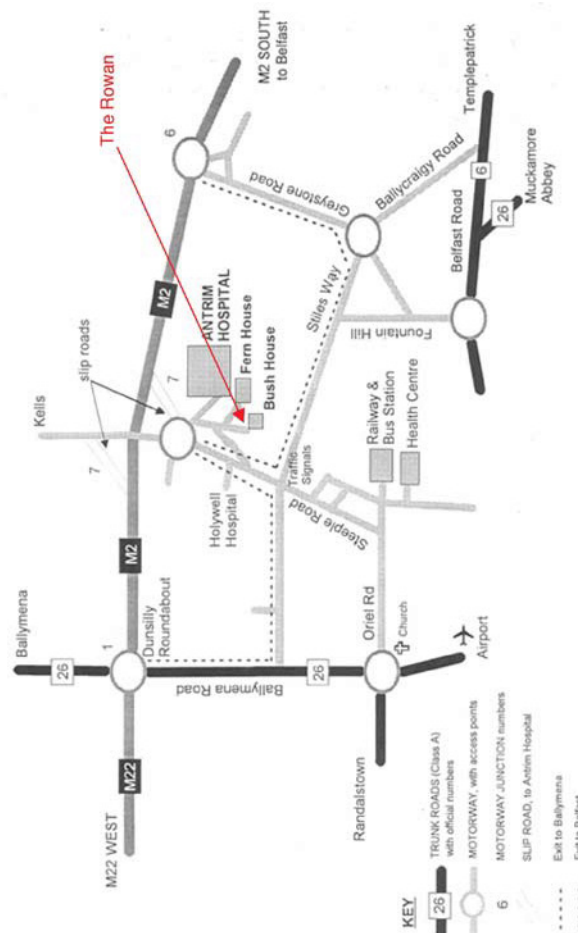 M2 SOUTH
to Belfast
The Rowan
6
Templepatrick
Greystone Road
Ballycraigy Road
6
26
Muckamore
Abbey
Belfast Road
M2
ANTRIM
HOSPITAL
Fern House
Bush House
Stiles Way
Fountain Hill
slip roads
7
Kells
7
Railway &
Bus Station
Health Centre
Traffic
Signals
Holywell
Hospital
Steeple Road
M2
Ballymena
26
1
Dunsilly
Roundabout
Ballymena Road
26
Oriel Rd
Church
Airport
M22
M22 WEST
Randalstown
KEY
26
TRUNK ROADS (Class A)
with official numbers
MOTORWAY, with access points
6
MOTORWAY JUNCTION numbers
SLIP ROAD, to Antrim Hospital
Exit to Ballymena